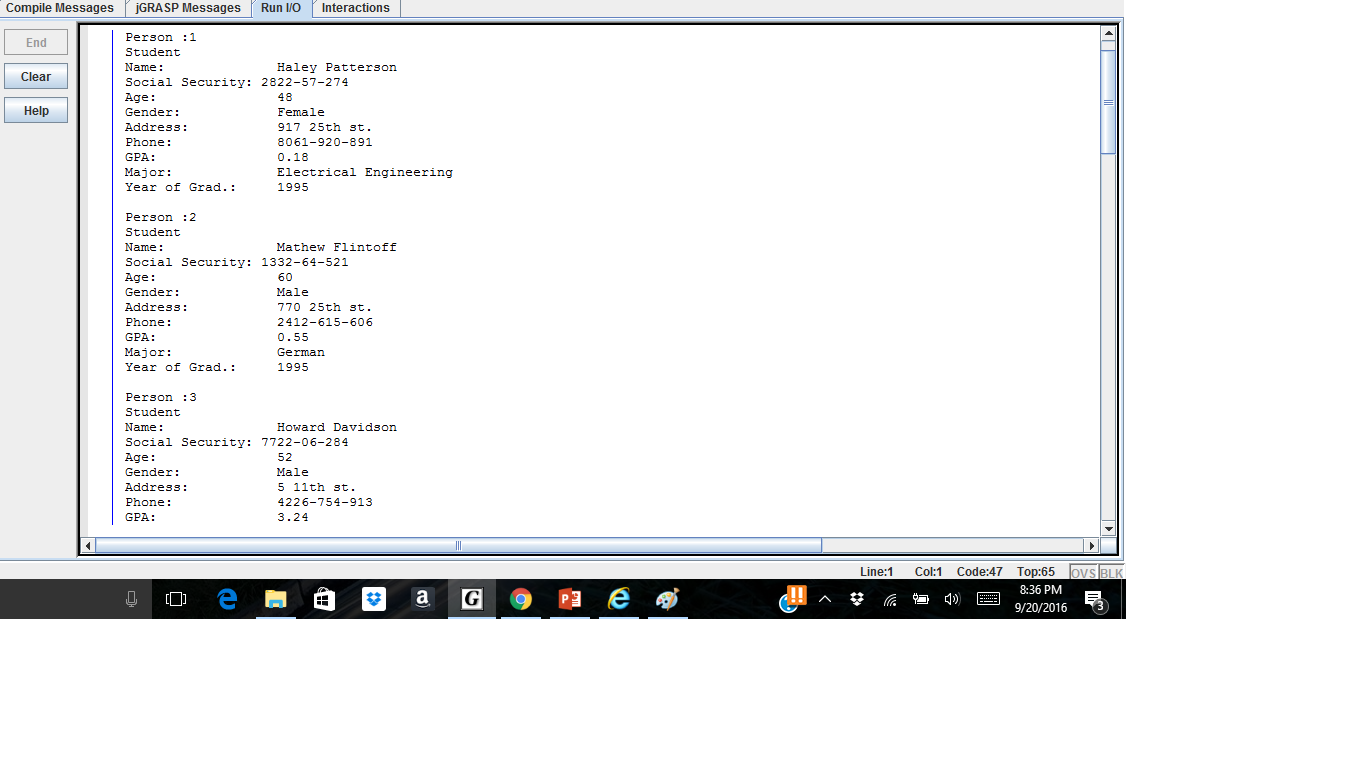 Compile Messages jGRASP Messages Run I/O Interactions
End
Clear
Help
Person :1
Student
Name: Haley Patterson
Social Security: 2822-57-274
Age: 48
Gender: Female
Address: 917 25th st.
Phone: 8061-920-891
GPA: 0.18
Major: Electrical Engineering
Year of Grad.: 1995
Person :2
Student
Name: Mathew Flintoff
Social Security: 1332-64-521
Age: 60
Gender: Male
Address: 770 25th st.
Phone: 2412-615-606
GPA: 0.55
Major: German
Year of Grad.: 1995
Person :3
Student
Name: Howard Davidson
Social Security: 7722-06-284
Age: 52
Gender: Male
Address: 5 11th st.
Phone: 4226-754-913
GPA: 3.24
Line:1 Col:1 Code:47 Top:65 OVS BLK
8:36 PM
9/20/2016
3